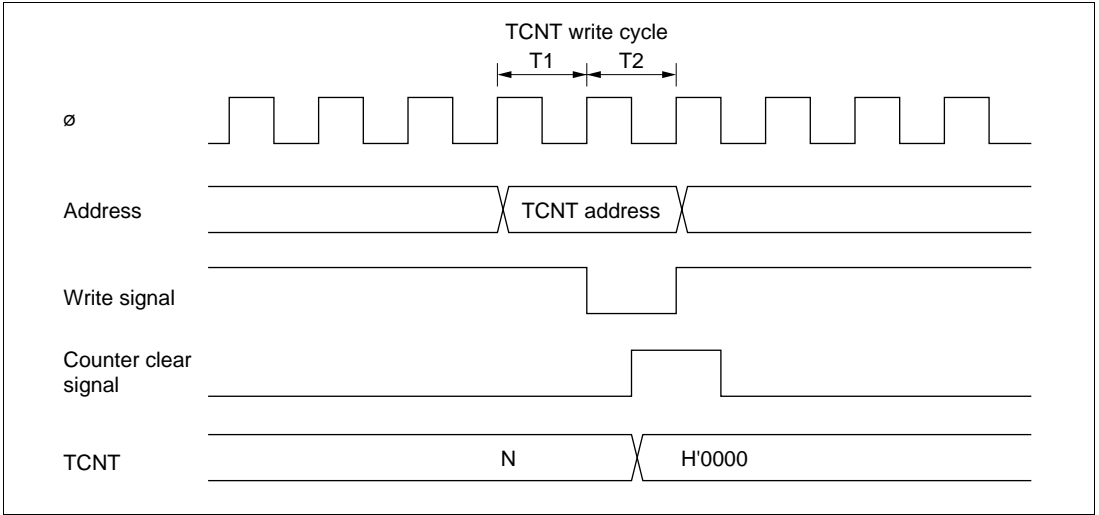 TCNT write cycle
T1 T2
ø
Address
TCNT address
Write signal
Counter clear
signal
TCNT
N
H'0000